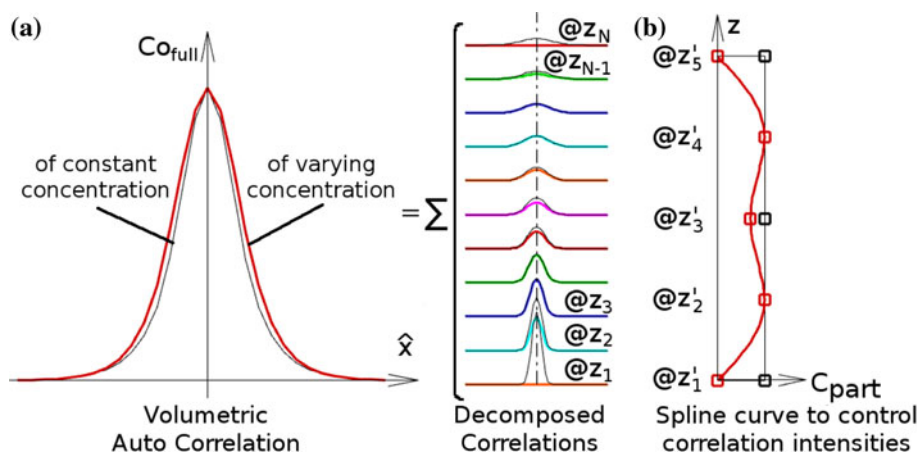 (a)
Co_full
of constant
concentration
of varying
concentration
x̂
Volumetric
Auto Correlation
= Σ
@z_N
@z_N-1
@z_3
@z_2
@z_1
Decomposed
Correlations
(b)
z
@z'_5
@z'_4
@z'_3
@z'_2
@z'_1
C_part
Spline curve to control
correlation intensities